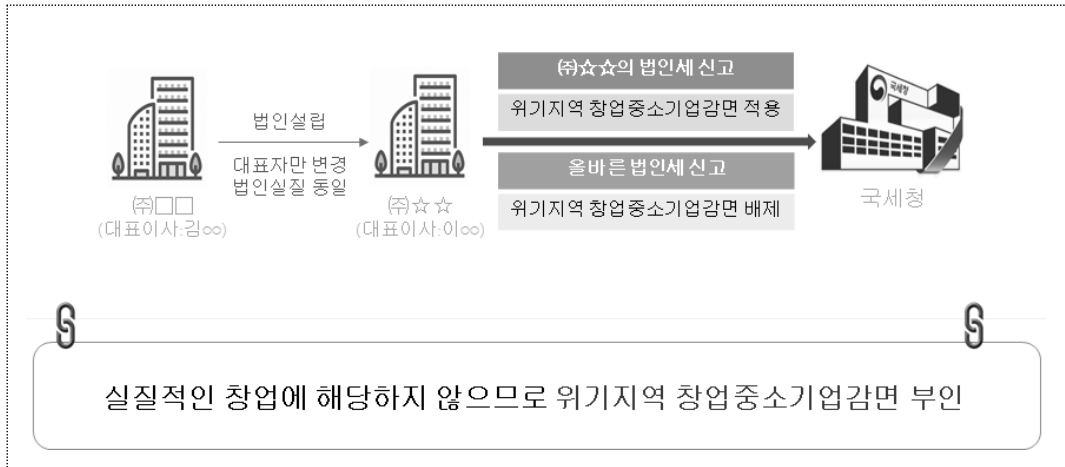 ㈜☆☆의 법인세 신고
위기지역 창업중소기업감면 적용
국세청
법인설립
대표자만 변경
법인실질 동일
올바른 법인세 신고
위기지역 창업중소기업감면 배제
㈜□□
(대표이사:김∞)
㈜☆☆
(대표이사:이∞)
국세청
실질적인 창업에 해당하지 않으므로 위기지역 창업중소기업감면 부인